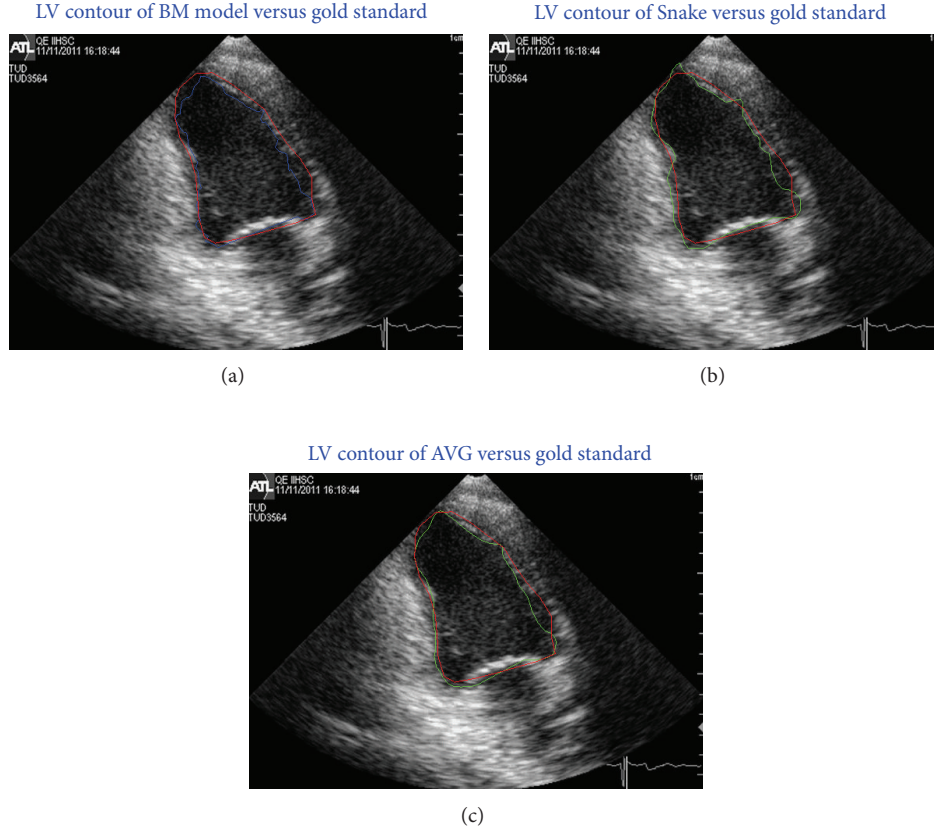 LV contour of BM model versus gold standard
LV contour of Snake versus gold standard
ATL
QE IIHSC
11/11/2011 16:18:44
TUD
TUD3564
1cm
ATL
QE IIHSC
11/11/2011 16:18:44
TUD
TUD3564
1cm
(a)
(b)
LV contour of AVG versus gold standard
ATL
QE IIHSC
11/11/2011 16:18:44
TUD
TUD3564
1cm
(c)